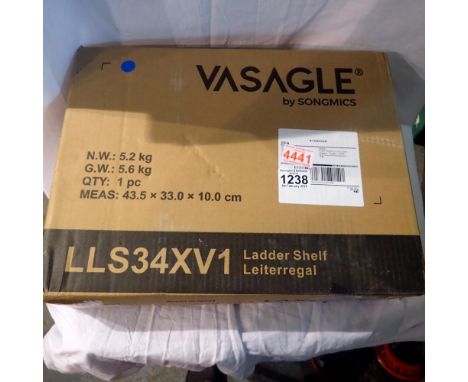 VASAGLE®
by SONGMICS
N.W.: 5.2 kg
G.W.: 5.6 kg
QTY: 1 pc
MEAS: 43.5 × 33.0 × 10.0 cm
4441
1238
LLS34XV1
Ladder Shelf
Leiterregal